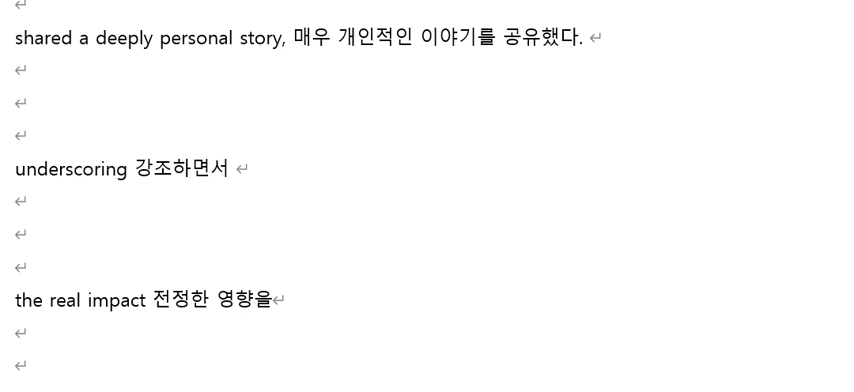 shared a deeply personal story, 매우 개인적인 이야기를 공유했다.
underscoring 강조하면서
the real impact 전정한 영향을